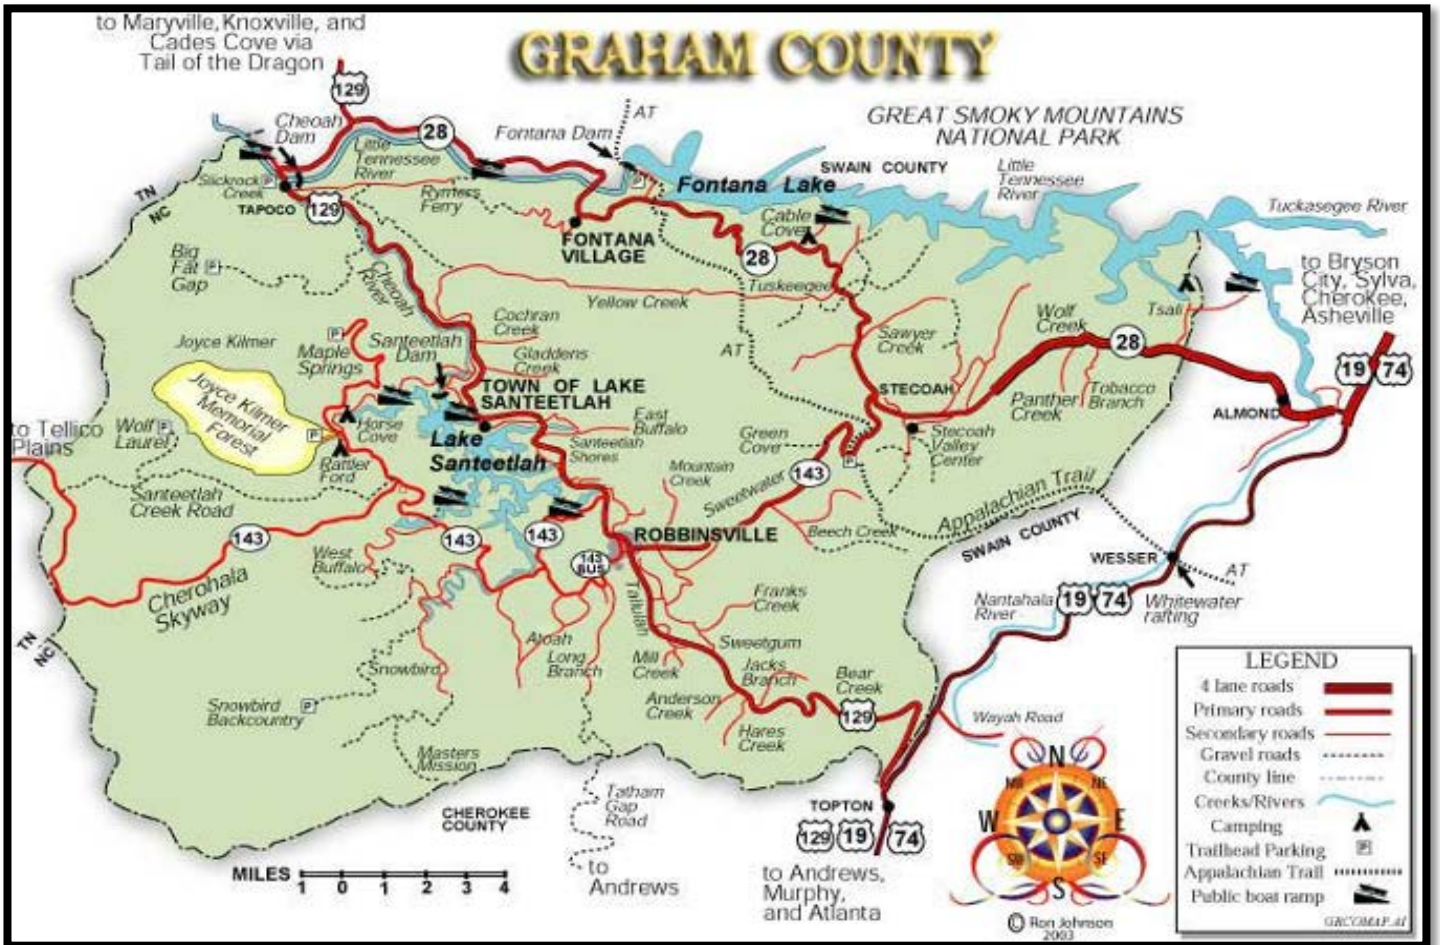 to Maryville, Knoxville, and
Cades Cove via
Tail of the Dragon
GRAHAM COUNTY
129
Cheoah
Dam
28
Fontana Dam
AT
GREAT SMOKY MOUNTAINS
NATIONAL PARK
Little
Tennessee
River
SWAIN COUNTY
Little
Tennessee
River
Slickrock
Creek
P
TN
NC
TAPOCO
129
Rymers
Ferry
P
Fontana Lake
Tuckasegee River
Cable
Cove
FONTANA
VILLAGE
28
Big
Fat
Gap
P
Cheoah
River
Tuskeegee
to Bryson
City, Sylva,
Cherokee,
Asheville
Yellow Creek
Tsali
Wolf
Creek
Cochran
Creek
Sawyer
Creek
P
Joyce Kilmer
Maple
Springs
Santeetlah
Dam
AT
28
Gladdens
Creek
19
74
Joyce Kilmer
Memorial
Forest
TOWN OF LAKE
SANTEETLAH
STECOAH
Panther
Creek
Tobacco
Branch
ALMOND
to Tellico
Plains
Wolf
Laurel
P
P
Horse
Cove
Lake
Santeetlah
East
Buffalo
Santeetlah
Shores
Green
Cove
Stecoah
Valley
Center
P
Rattler
Ford
Mountain
Creek
Sweetwater
143
Santeetlah
Creek Road
Appalachian Trail
143
143
143
ROBBINSVILLE
Beech Creek
SWAIN COUNTY
West
Buffalo
143
BUS
WESSER
AT
Cherohala
Skyway
Tallulah
Franks
Creek
Nantahala
River
19
74
Whitewater
rafting
TN
NC
Atoah
Long
Branch
Sweetgum
Mill
Creek
Jacks
Branch
Snowbird
Bear
Creek
Snowbird
Backcountry
P
Anderson
Creek
129
Hares
Creek
Wayah Road
Masters
Mission
CHEROKEE
COUNTY
Tatham
Gap
Road
to
Andrews
TOPTON
129
19
74
to Andrews,
Murphy,
and Atlanta
MILES
1 0 1 2 3 4
N
NE
E
SE
S
SW
W
NW
© Ron Johnson
2003
LEGEND
4 lane roads
Primary roads
Secondary roads
Gravel roads
County line
Creeks/Rivers
Camping
Trailhead Parking P
Appalachian Trail
Public boat ramp
GRCOMAP.AI